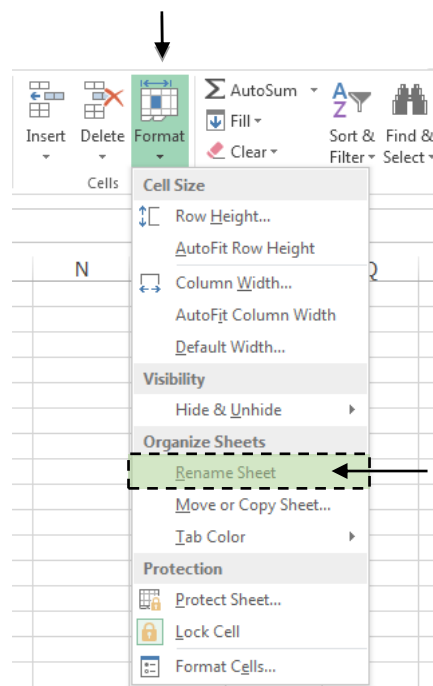 AutoSum
Fill
Clear
Insert Delete Format
Sort & Find &
Filter Select
Cells
Cell Size
Row Height...
AutoFit Row Height
N Q
Column Width...
AutoFit Column Width
Default Width...
Visibility
Hide & Unhide
Organize Sheets
Rename Sheet
Move or Copy Sheet...
Tab Color
Protection
Protect Sheet...
Lock Cell
Format Cells...